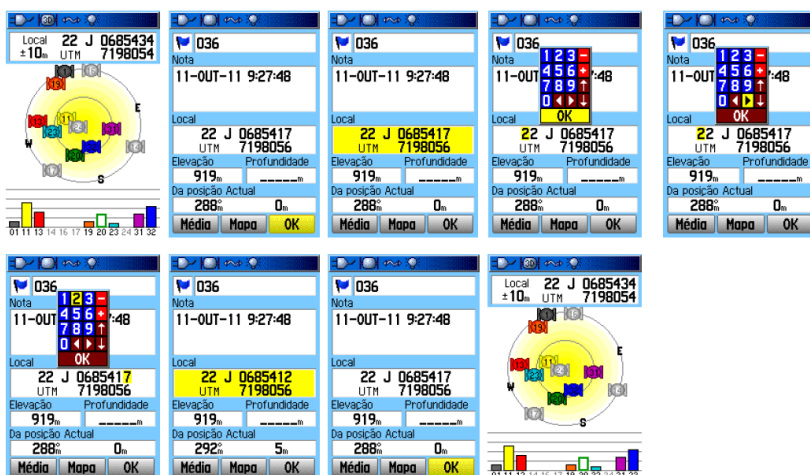 Local 22 J 0685434
±10m UTM 7198054
E
W
S
01 11 13 14 16 17 19 20 23 24 31 32
036
Nota
11-OUT-11 9:27:48
Local
22 J 0685417
UTM 7198056
Elevação Profundidade
919m _____m
Da posição Actual
288°m 0m
Média Mapa OK
036
Nota
11-OUT-11 9:27:48
Local
22 J 0685417
UTM 7198056
Elevação Profundidade
919m _____m
Da posição Actual
288°m 0m
Média Mapa OK
036
Nota
11-OUT :48
1 2 3 -
4 5 6 +
7 8 9 ↑
0 ◄ ► ↓
OK
Local
22 J 0685417
UTM 7198056
Elevação Profundidade
919m _____m
Da posição Actual
288°m 0m
Média Mapa OK
036
Nota
11-OUT :48
1 2 3 -
4 5 6 +
7 8 9 ↑
0 ◄ ► ↓
OK
Local
22 J 0685417
UTM 7198056
Elevação Profundidade
919m _____m
Da posição Actual
288°m 0m
Média Mapa OK
036
Nota
11-OUT :48
1 2 3 -
4 5 6 +
7 8 9 ↑
0 ◄ ► ↓
OK
Local
22 J 0685417
UTM 7198056
Elevação Profundidade
919m _____m
Da posição Actual
288°m 0m
Média Mapa OK
036
Nota
11-OUT-11 9:27:48
Local
22 J 0685412
UTM 7198056
Elevação Profundidade
919m _____m
Da posição Actual
292°m 5m
Média Mapa OK
036
Nota
11-OUT-11 9:27:48
Local
22 J 0685417
UTM 7198056
Elevação Profundidade
919m _____m
Da posição Actual
288°m 0m
Média Mapa OK
Local 22 J 0685434
±10m UTM 7198054
E
W
S